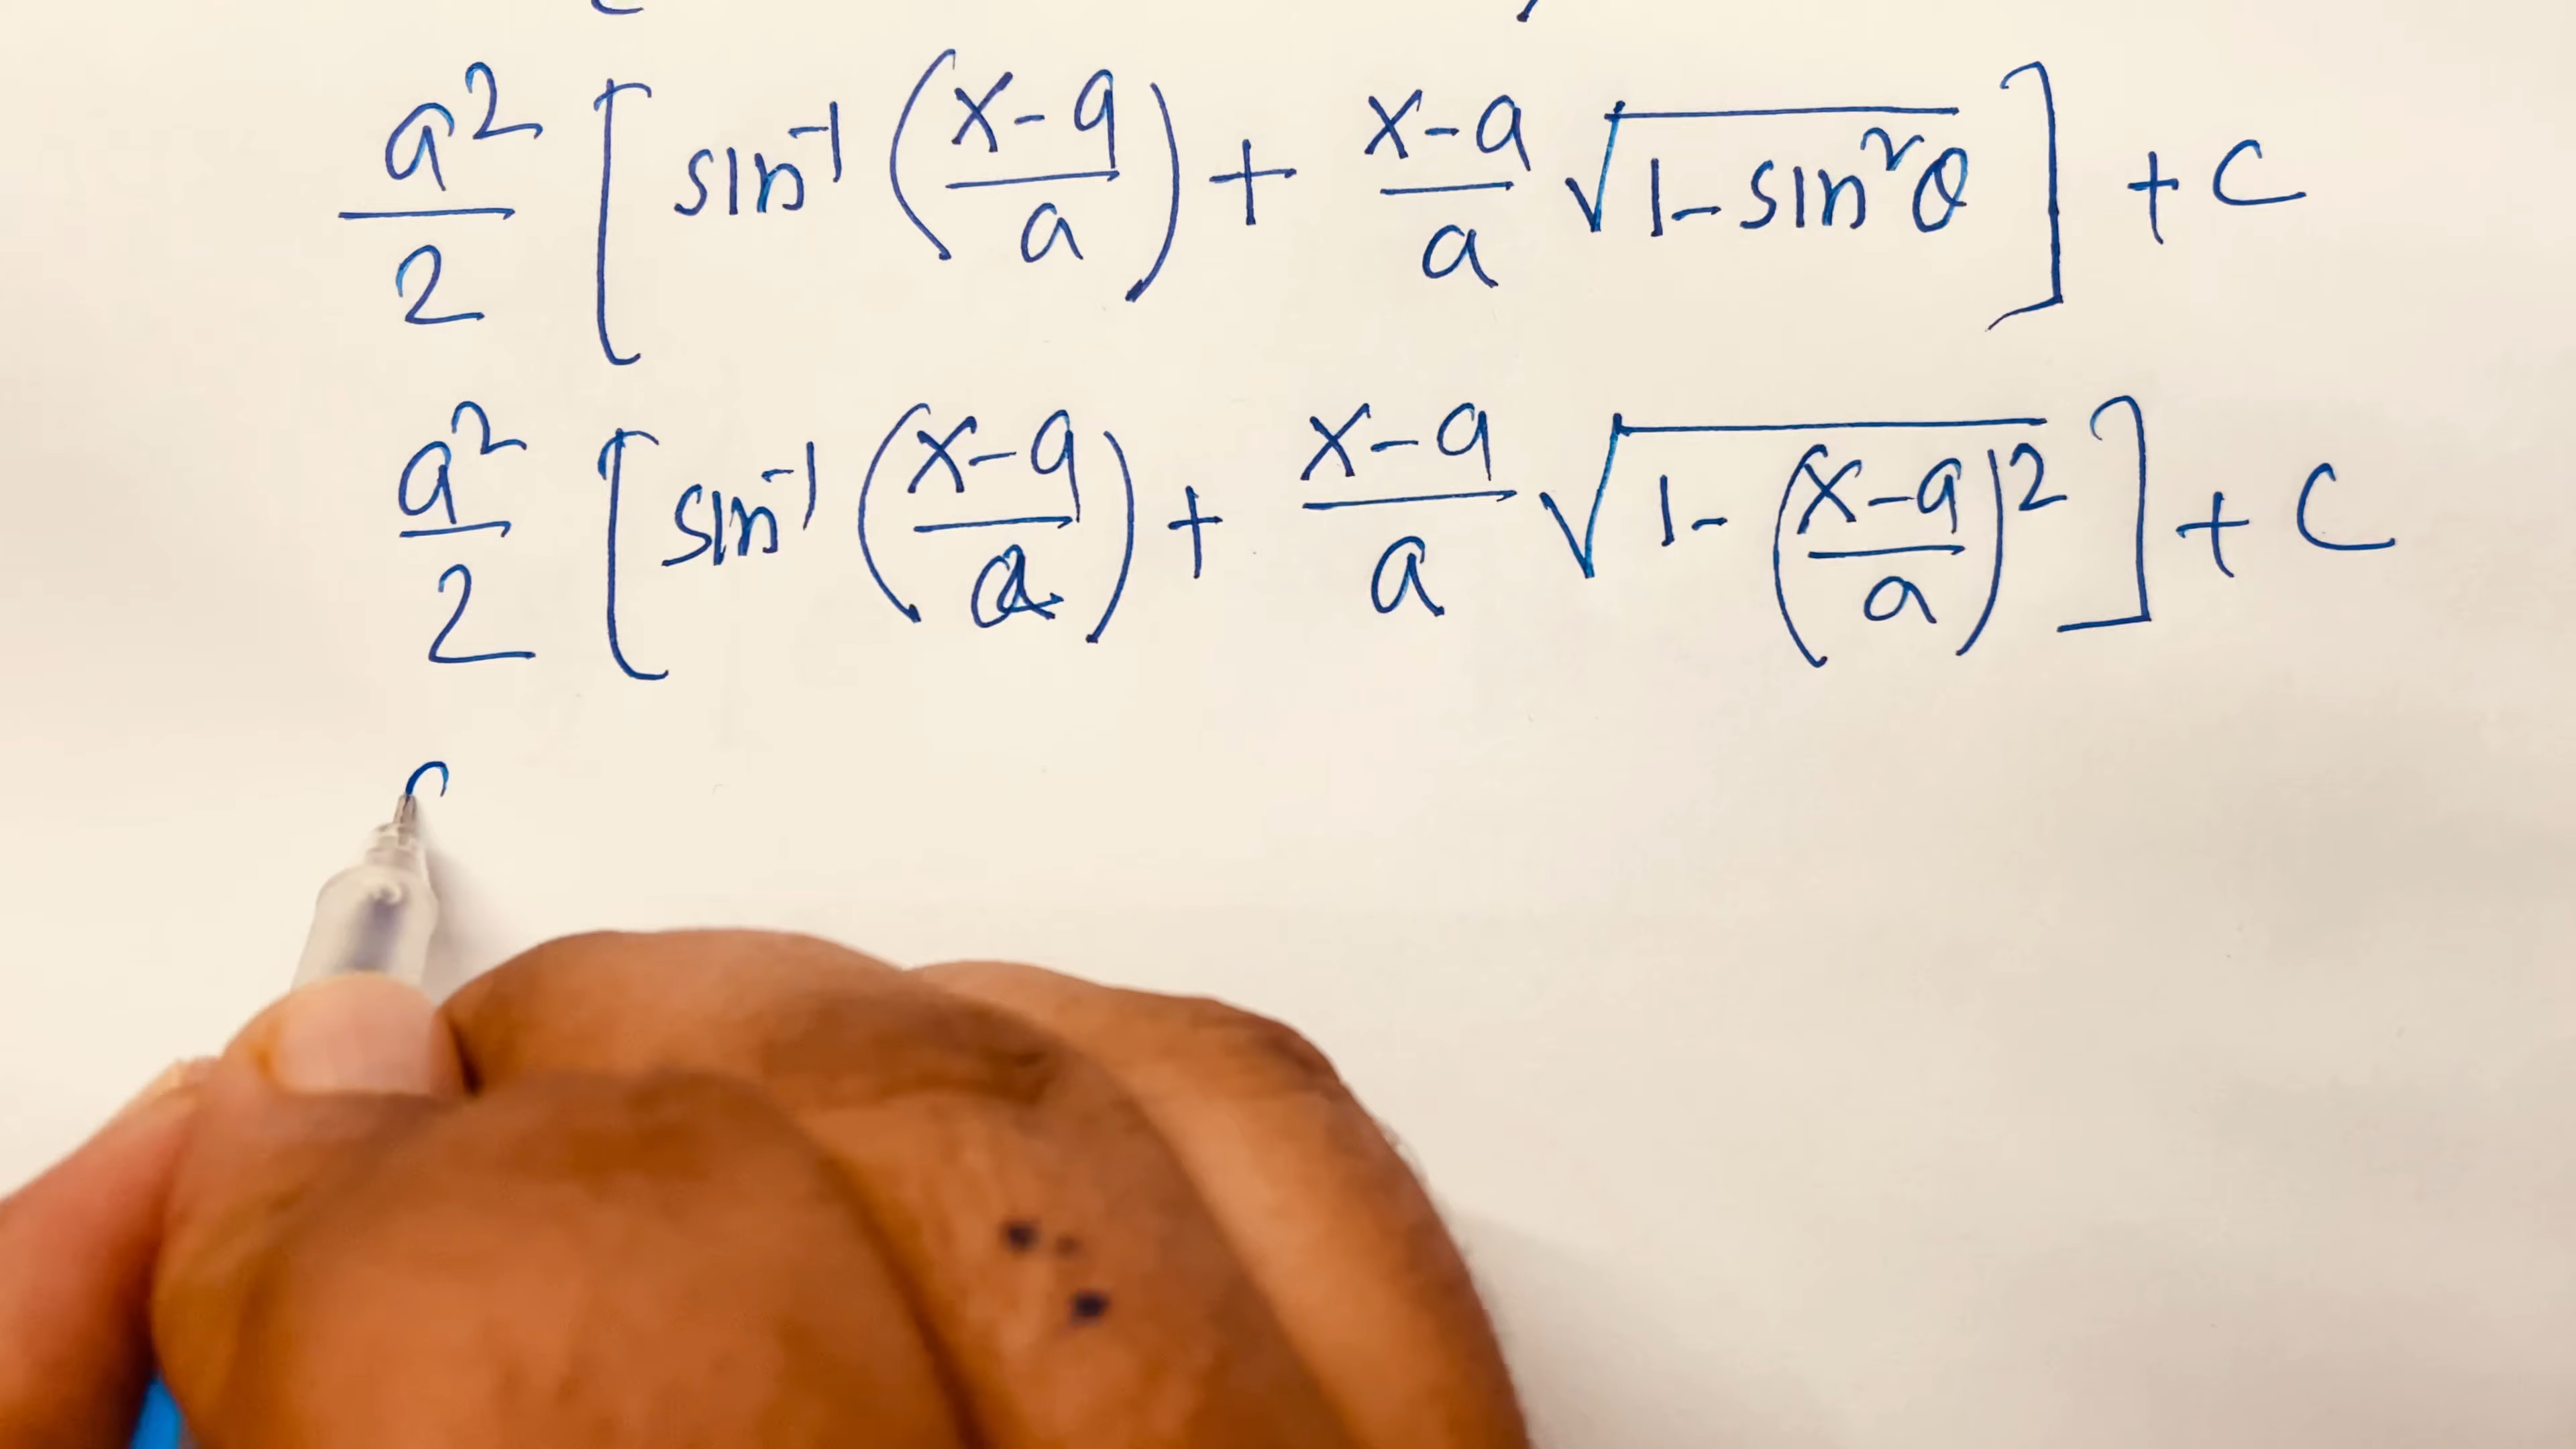 a²/2 [ sin⁻¹ ( (x-a)/a ) + (x-a)/a √(1-sin²θ) ] + C
a²/2 [ sin⁻¹ ( (x-a)/a ) + (x-a)/a √(1-( (x-a)/a )²) ] + C